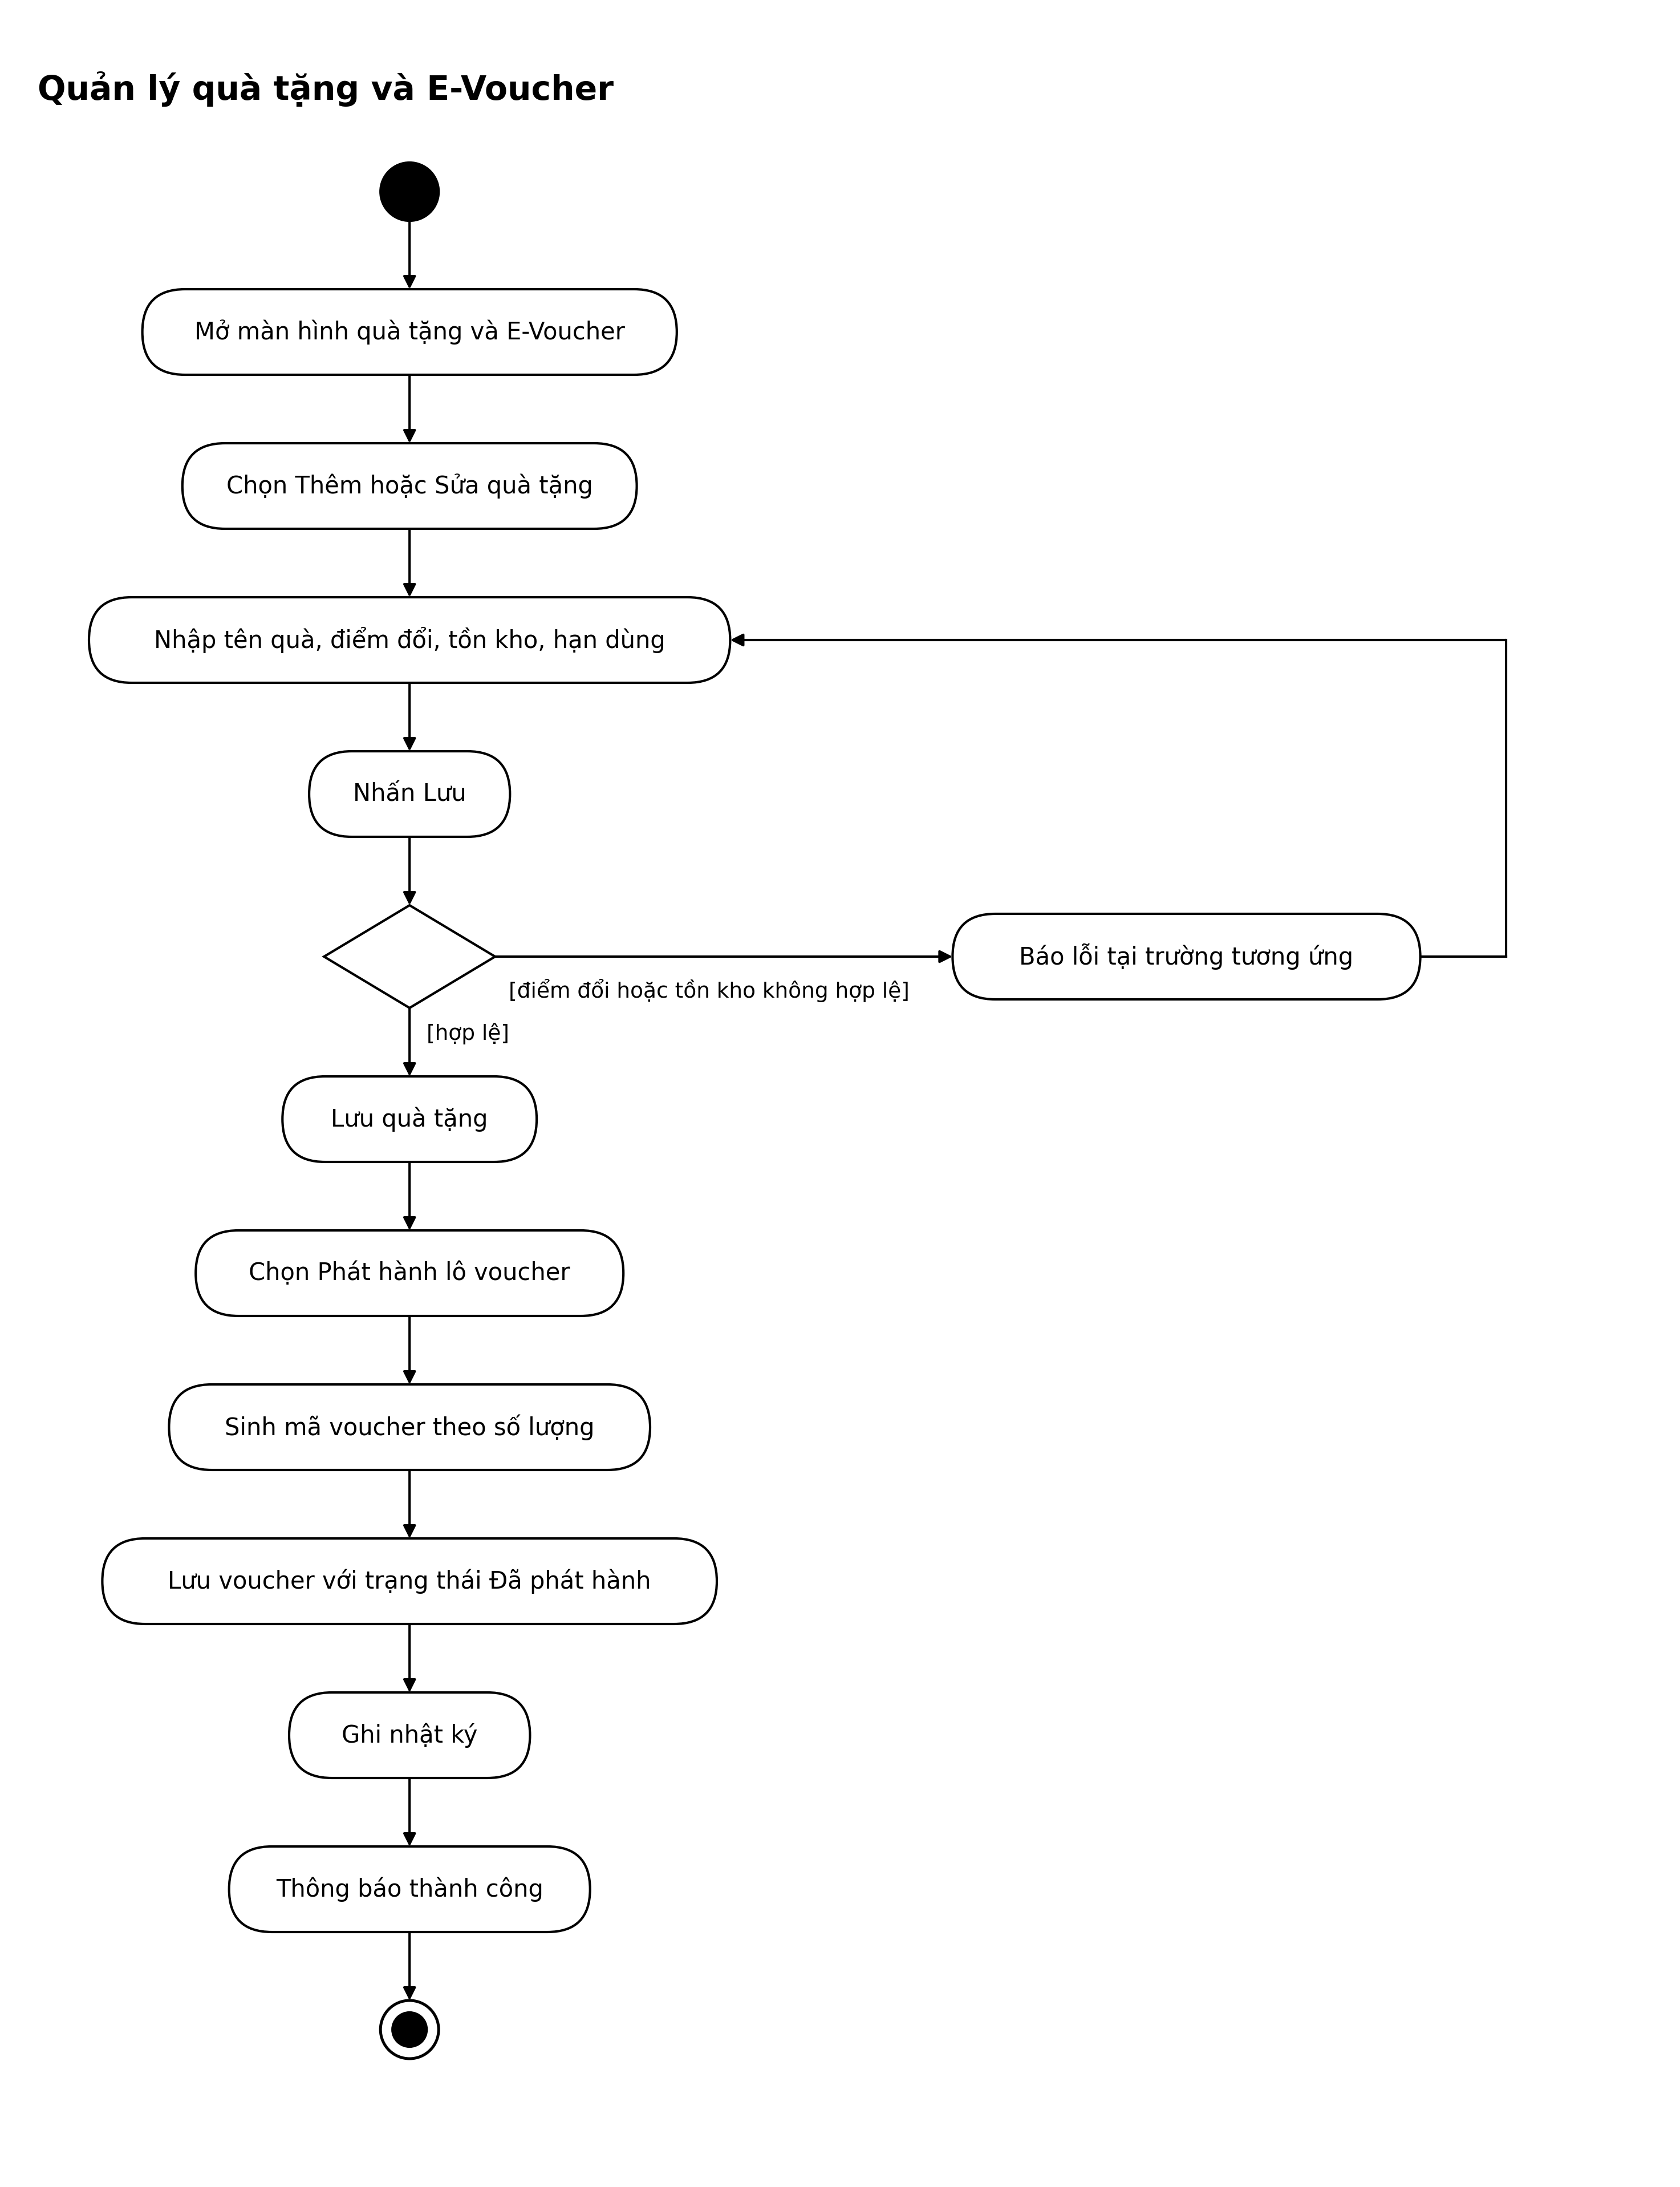 Quản lý quà tặng và E-Voucher
Mở màn hình quà tặng và E-Voucher
Chọn Thêm hoặc Sửa quà tặng
Nhập tên quà, điểm đổi, tồn kho, hạn dùng
Nhấn Lưu
Báo lỗi tại trường tương ứng
[điểm đổi hoặc tồn kho không hợp lệ]
[hợp lệ]
Lưu quà tặng
Chọn Phát hành lô voucher
Sinh mã voucher theo số lượng
Lưu voucher với trạng thái Đã phát hành
Ghi nhật ký
Thông báo thành công